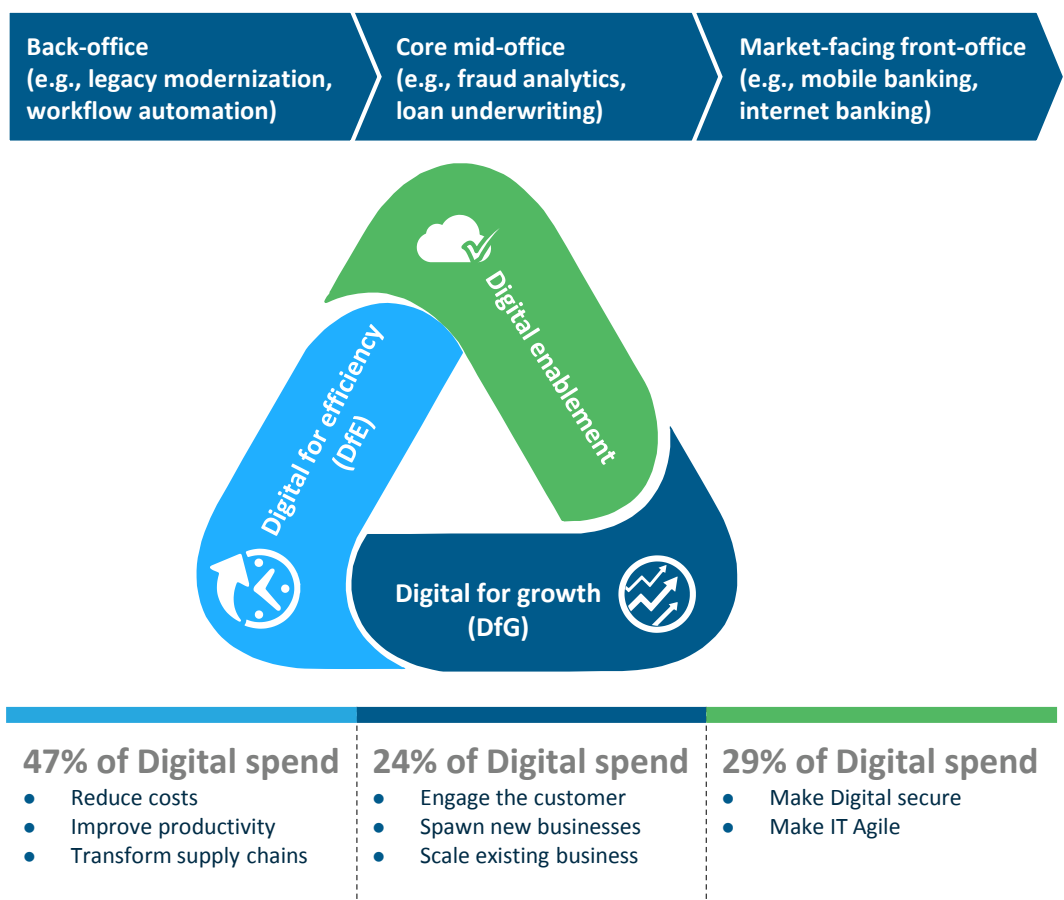 Back-office
(e.g., legacy modernization,
workflow automation)
Core mid-office
(e.g., fraud analytics,
loan underwriting)
Market-facing front-office
(e.g., mobile banking,
internet banking)
Digital enablement
Digital for efficiency
(DfE)
Digital for growth
(DfG)
47% of Digital spend
● Reduce costs
● Improve productivity
● Transform supply chains
24% of Digital spend
● Engage the customer
● Spawn new businesses
● Scale existing business
29% of Digital spend
● Make Digital secure
● Make IT Agile